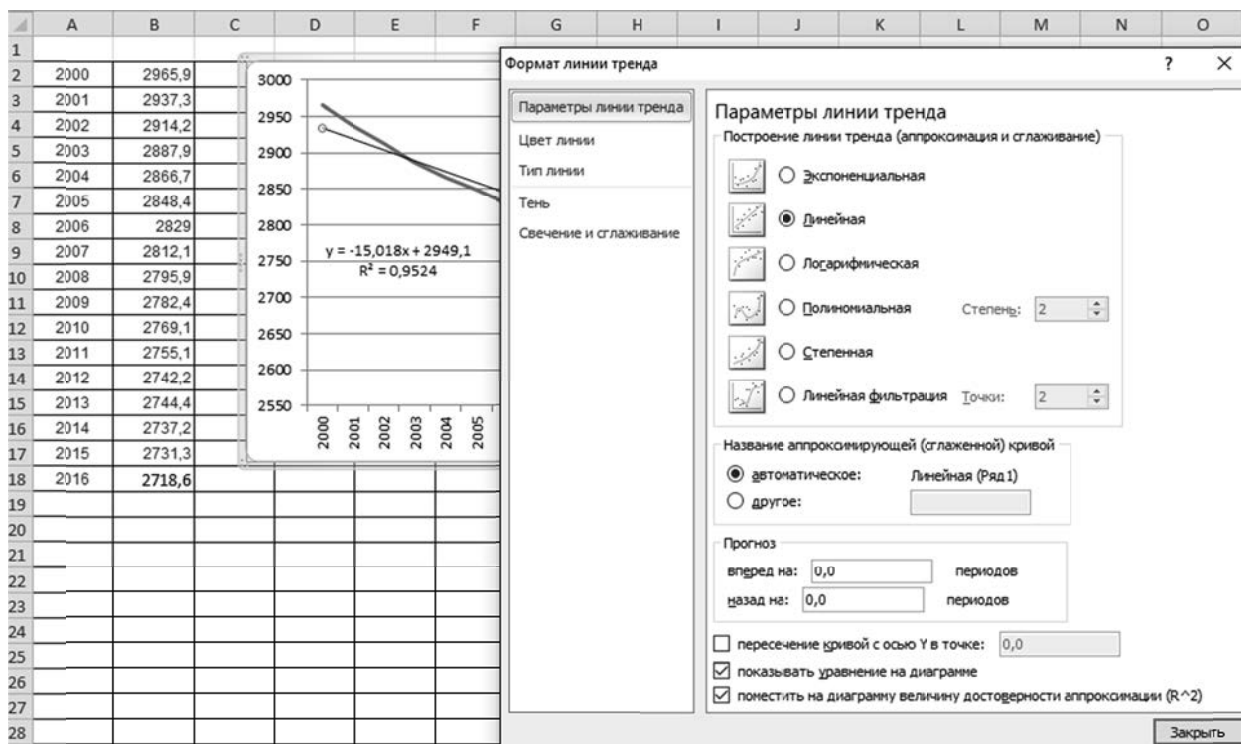 A B C D E F G H I J K L M N O
1
2 2000 2965,9
3 2001 2937,3
4 2002 2914,2
5 2003 2887,9
6 2004 2866,7
7 2005 2848,4
8 2006 2829
9 2007 2812,1
10 2008 2795,9
11 2009 2782,4
12 2010 2769,1
13 2011 2755,1
14 2012 2742,2
15 2013 2744,4
16 2014 2737,2
17 2015 2731,3
18 2016 2718,6
19
20
21
22
23
24
25
26
27
28
3000
2950
2900
2850
2800
2750
2700
2650
2600
2550
y = -15,018x + 2949,1
R² = 0,9524
2000 2001 2002 2003 2004 2005
Формат линии тренда ?
Параметры линии тренда
Цвет линии
Тип линии
Тень
Свечение и сглаживание
Параметры линии тренда
Построение линии тренда (аппроксимация и сглаживание)
Экспоненциальная
Линейная
Логарифмическая
Полиномиальная Степень: 2
Степенная
Линейная фильтрация Точки: 2
Название аппроксимирующей (сглаженной) кривой
автоматическое: Линейная (Ряд1)
другое:
Прогноз
вперед на: 0,0 периодов
назад на: 0,0 периодов
пересечение кривой с осью Y в точке: 0,0
показывать уравнение на диаграмме
поместить на диаграмму величину достоверности аппроксимации (R^2)
Закрыть